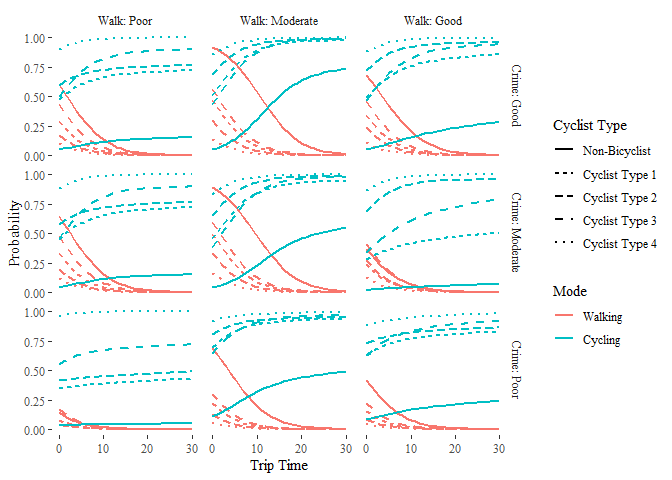 Walk: Poor Walk: Moderate Walk: Good
1.00
0.75
0.50
0.25
0.00
Crime: Good
1.00
0.75
0.50
0.25
0.00
Crime: Moderate
1.00
0.75
0.50
0.25
0.00
Crime: Poor
0 10 20 30 0 10 20 30 0 10 20 30
Trip Time
Probability
Cyclist Type
Non-Bicyclist
Cyclist Type 1
Cyclist Type 2
Cyclist Type 3
Cyclist Type 4
Mode
Walking
Cycling